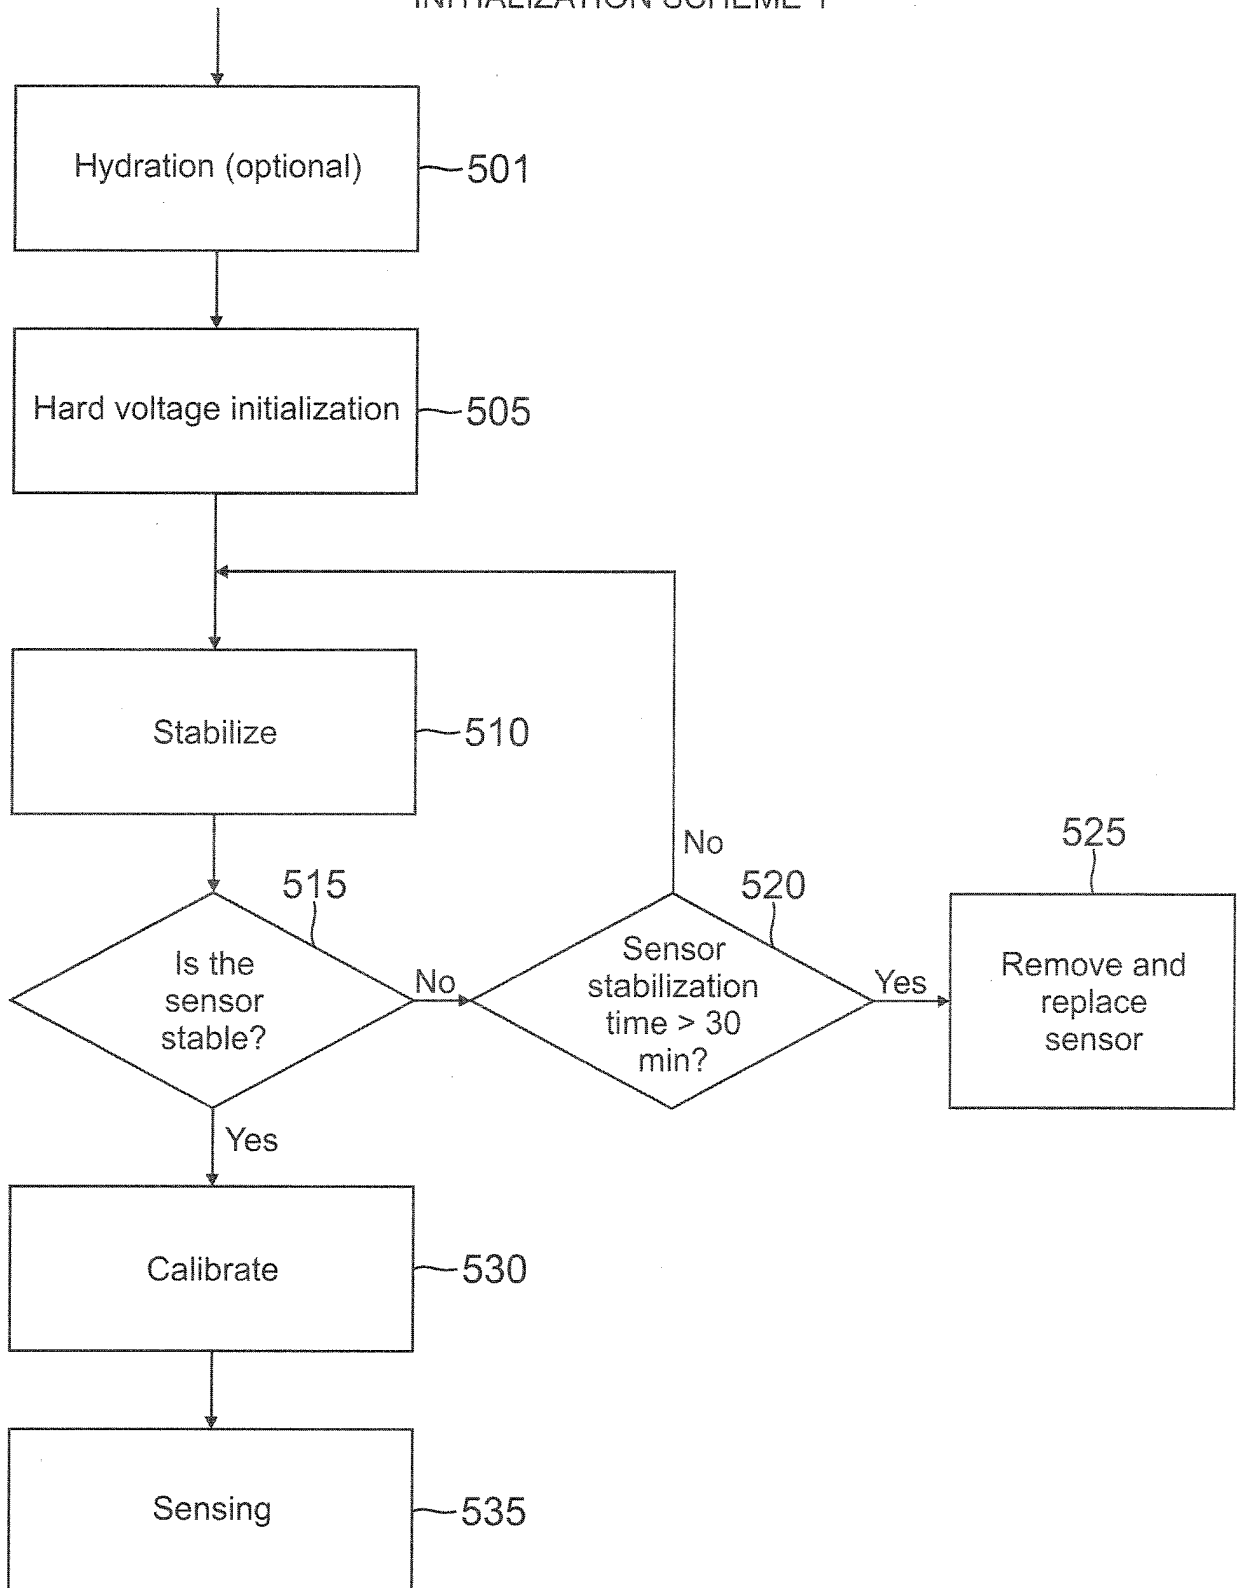 INITIALIZATION SCHEME 1
Hydration (optional)
501
Hard voltage initialization
505
Stabilize
510
No
525
515
520
Is the
sensor
stable?
No
Sensor
stabilization
time > 30
min?
Yes
Remove and
replace
sensor
Yes
Calibrate
530
Sensing
535